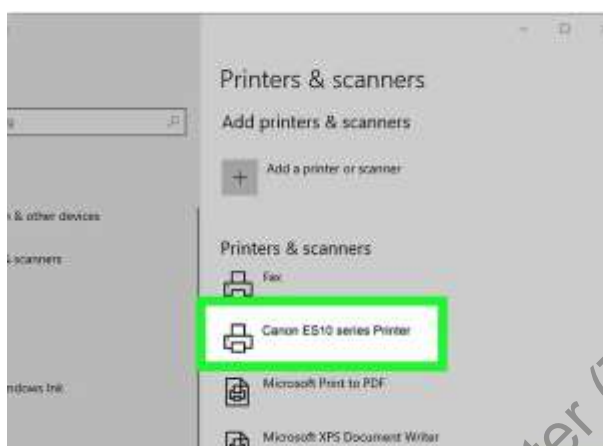 Printers & scanners
Add printers & scanners
Add a printer or scanner
& other devices
scanners
Printers & scanners
Fax
Canon ES10 series Printer
Microsoft Print to PDF
ndows Ink
Microsoft XPS Document Writer